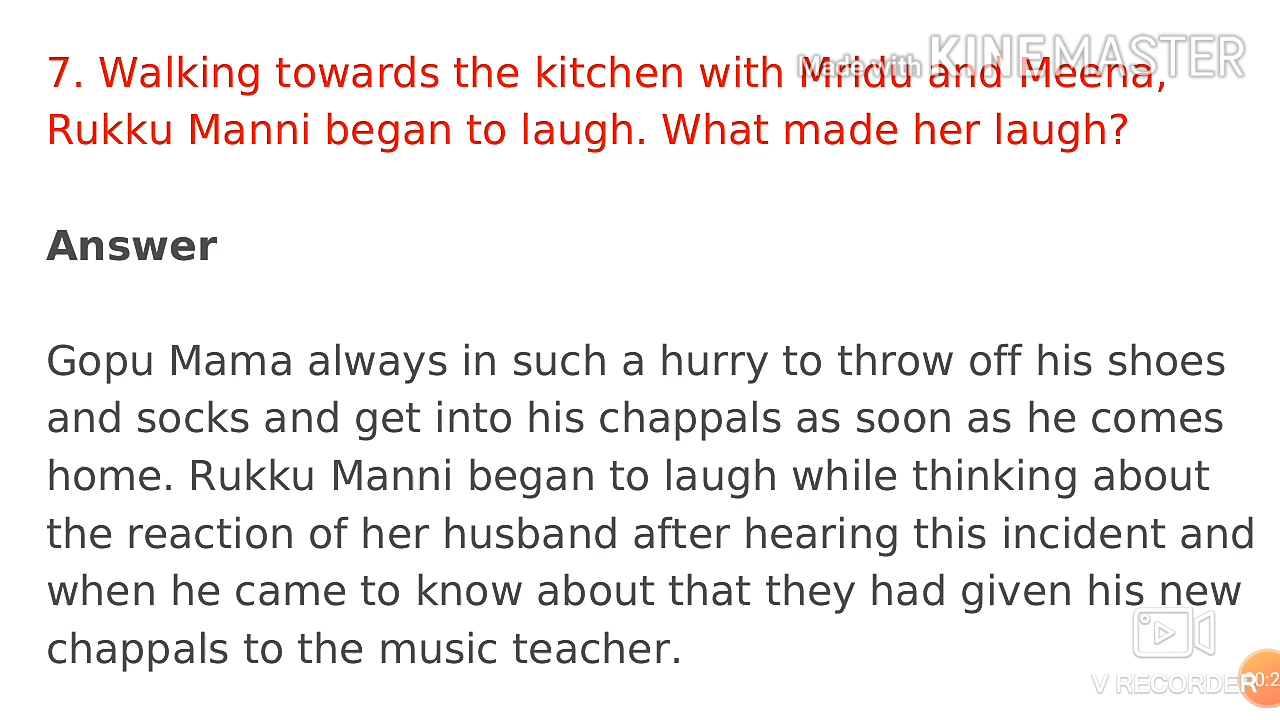 7. Walking towards the kitchen with Mridu and Meena,
Made with KINEMASTER
Rukku Manni began to laugh. What made her laugh?
Answer
Gopu Mama always in such a hurry to throw off his shoes
and socks and get into his chappals as soon as he comes
home. Rukku Manni began to laugh while thinking about
the reaction of her husband after hearing this incident and
when he came to know about that they had given his new
chappals to the music teacher.
V RECORDER